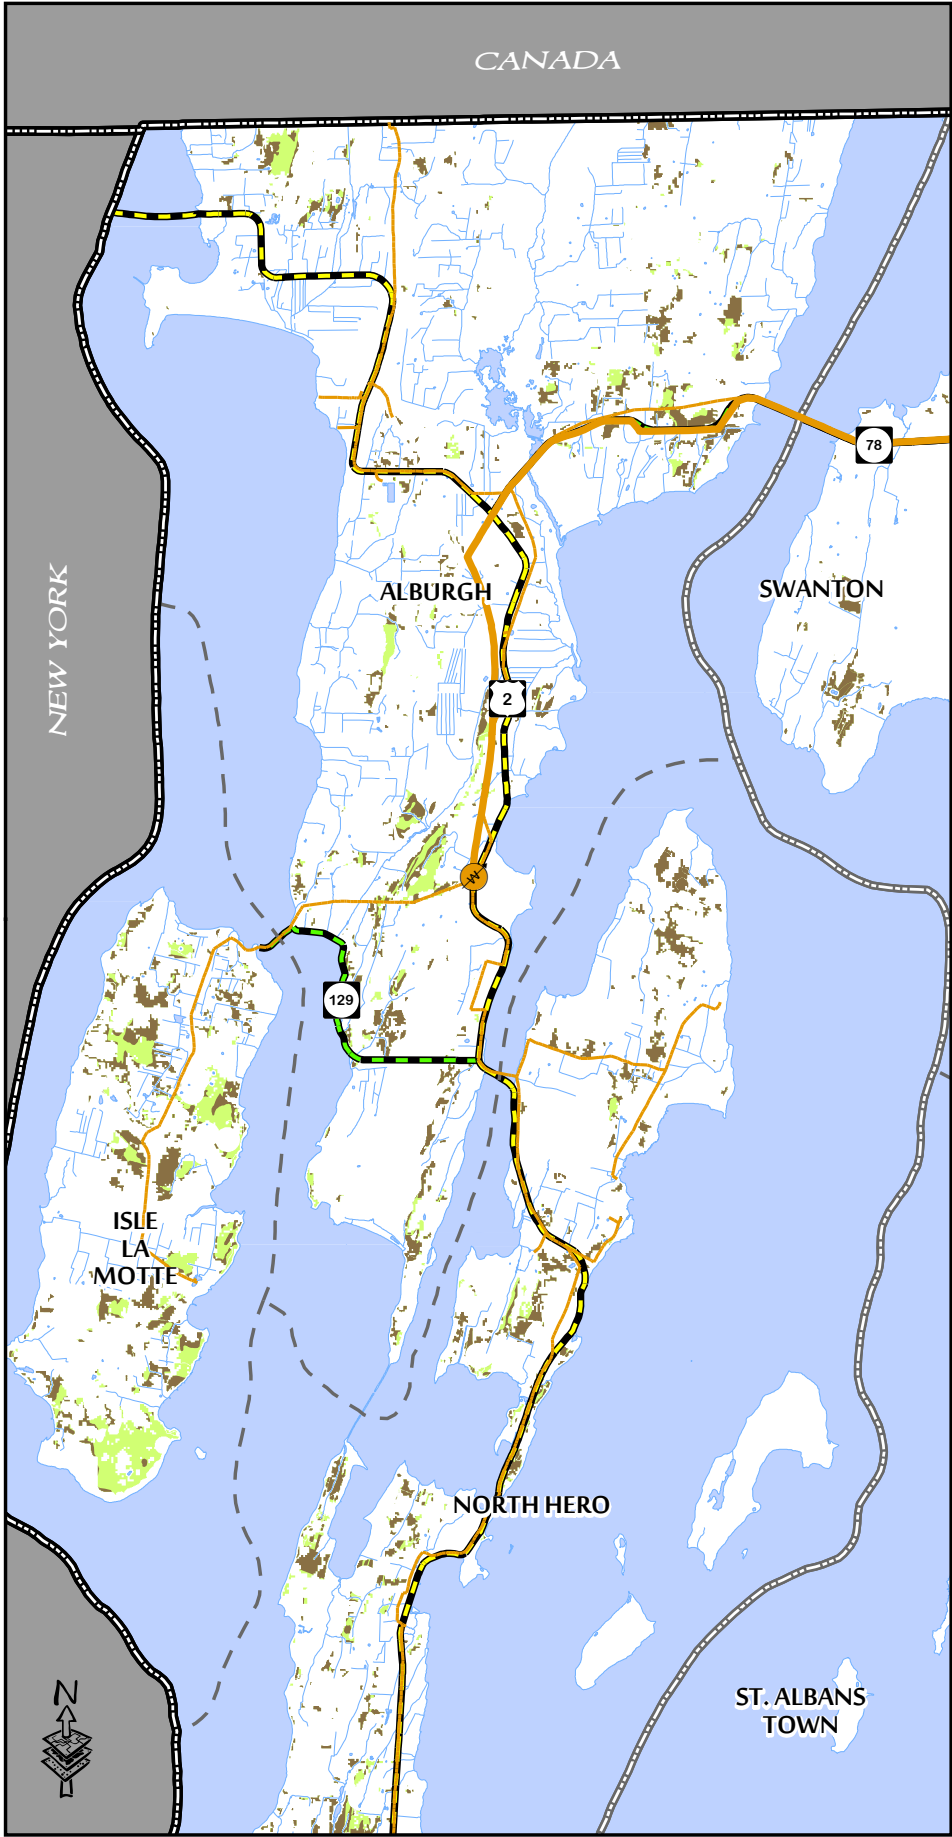 CANADA
78
NEW YORK
ALBURGH
SWANTON
2
129
ISLE
LA
MOTTE
NORTH HERO
N
ST. ALBANS
TOWN